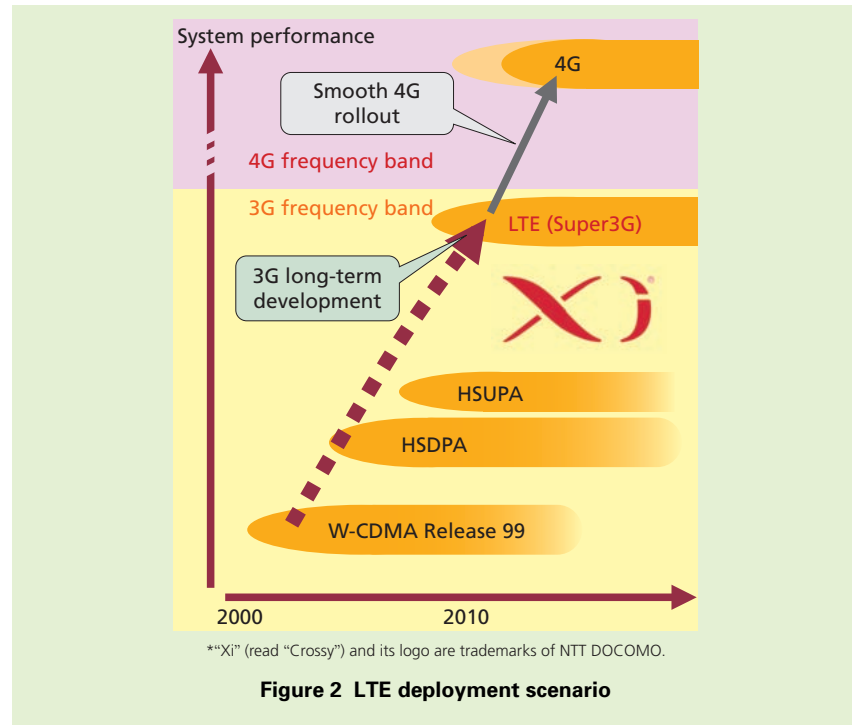 System performance
4G
Smooth 4G
rollout
4G frequency band
3G frequency band
LTE (Super3G)
3G long-term
development
Xi
HSUPA
HSDPA
W-CDMA Release 99
2000
2010
*“Xi” (read “Crossy”) and its logo are trademarks of NTT DOCOMO.
Figure 2 LTE deployment scenario